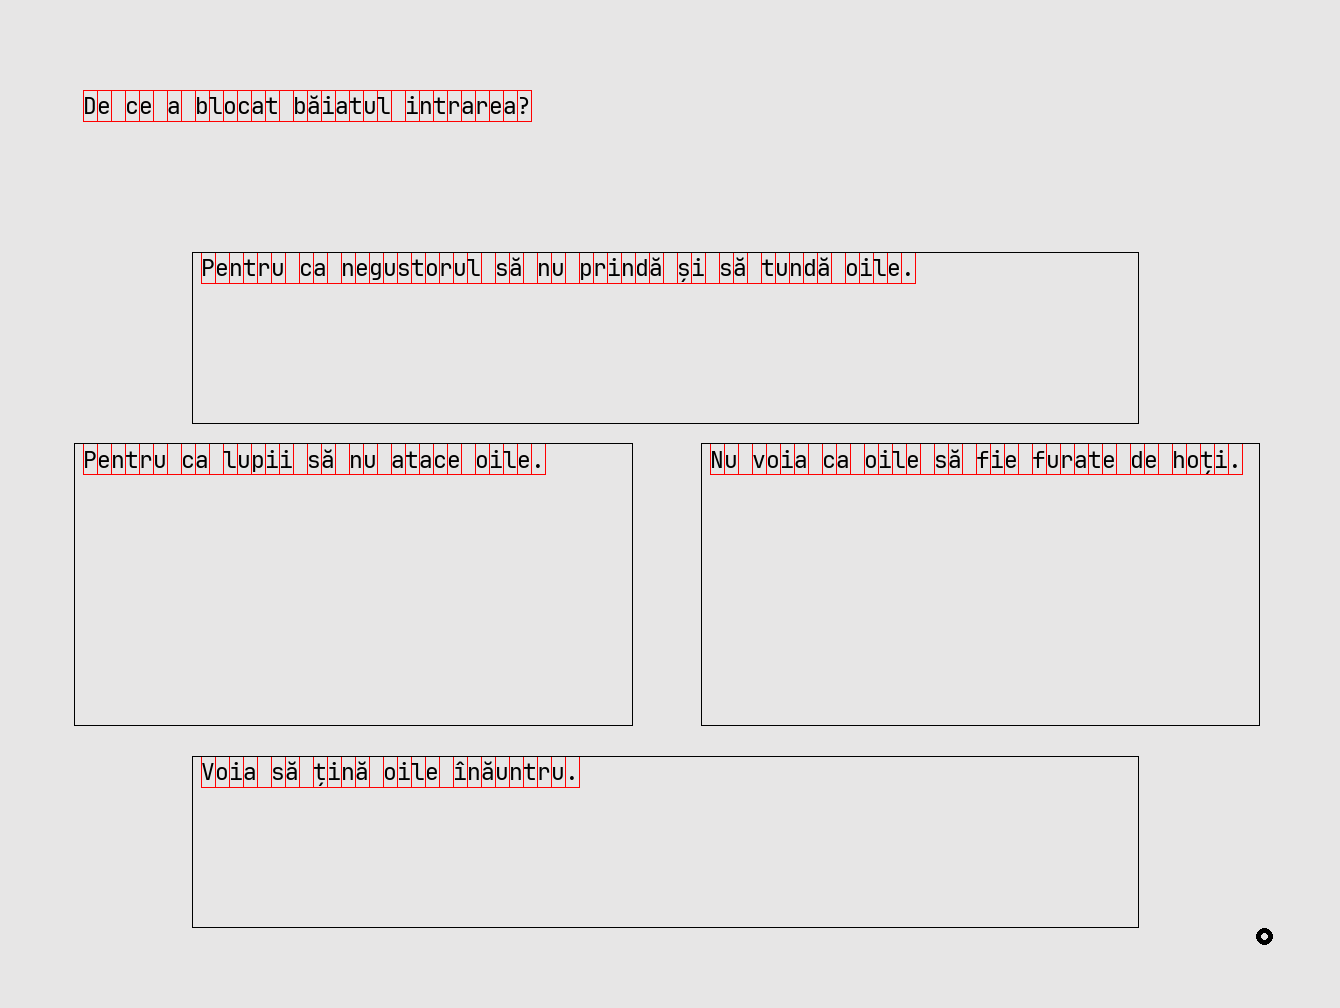 De ce a blocat băiatul intrarea?
Pentru ca negustorul să nu prindă și să tundă oile.
Pentru ca lupii să nu atace oile.
Nu voia ca oile să fie furate de hoți.
Voia să țină oile înăuntru.